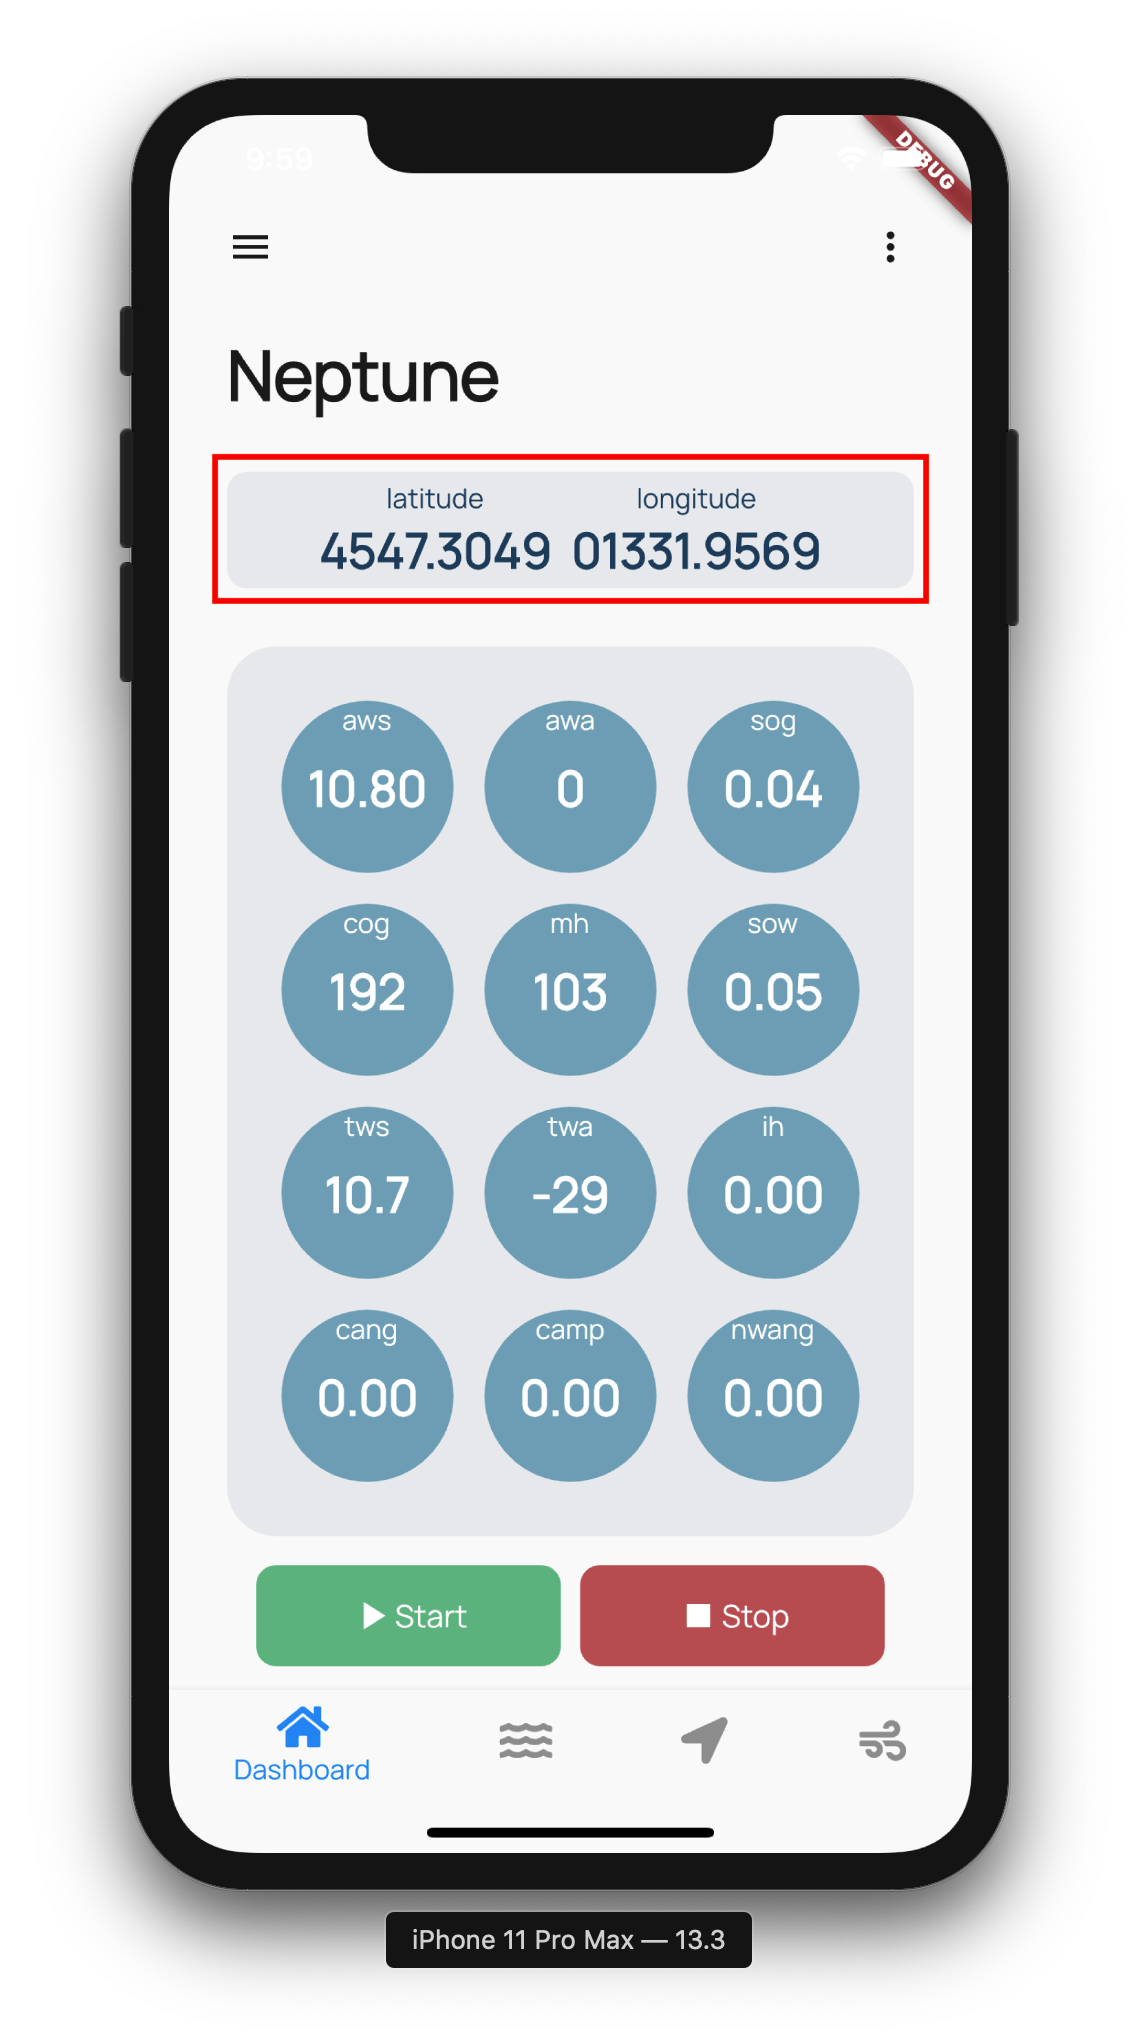 9:59
DEBUG
Neptune
latitude longitude
4547.3049 01331.9569
aws awa sog
10.80 0 0.04
cog mh sow
192 103 0.05
tws twa ih
10.7 -29 0.00
cang camp nwang
0.00 0.00 0.00
Start Stop
Dashboard
iPhone 11 Pro Max — 13.3